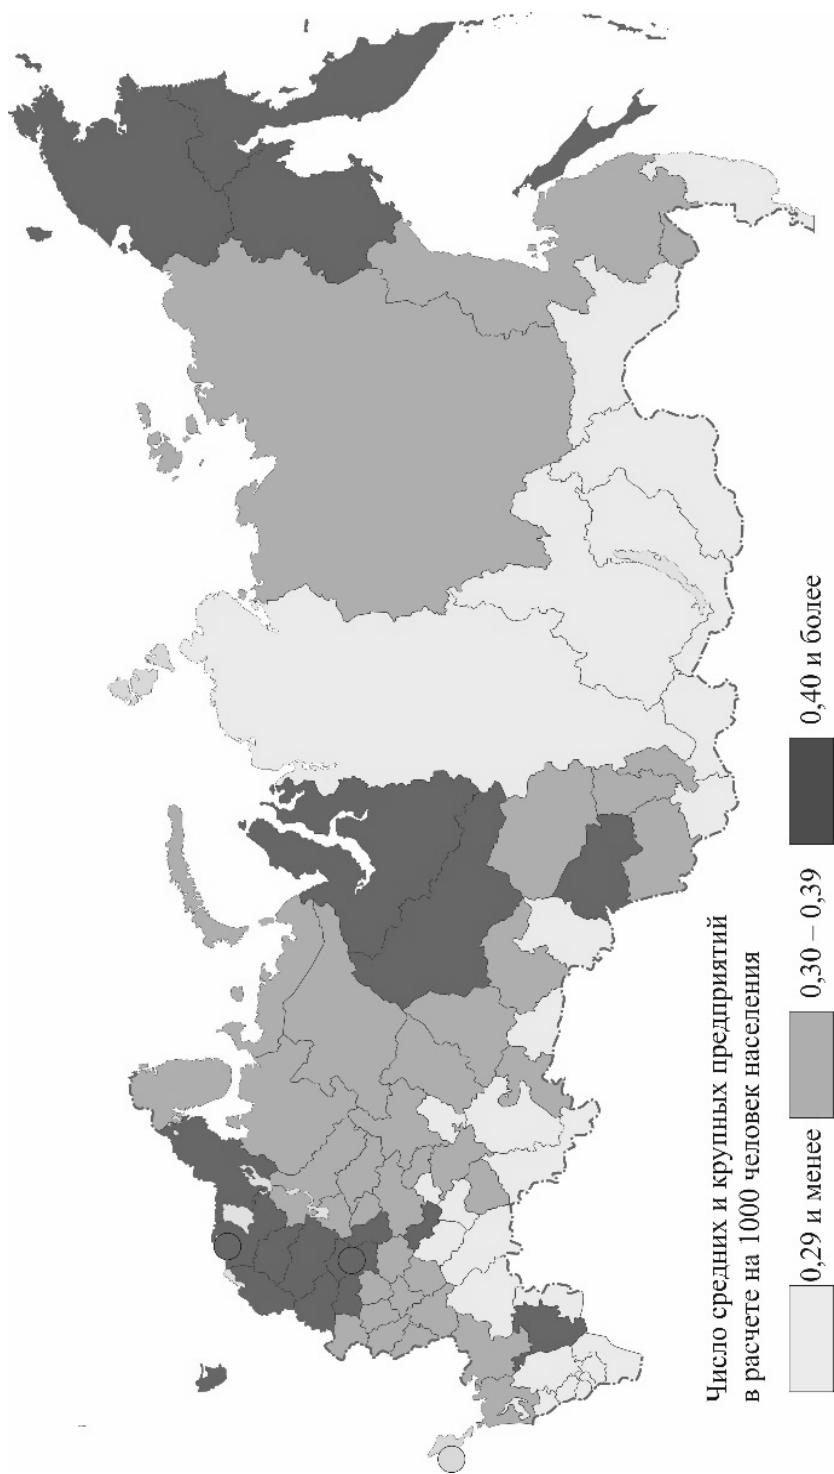 Число средних и крупных предприятий
в расчете на 1000 человек населения
0,29 и менее
0,30 – 0,39
0,40 и более